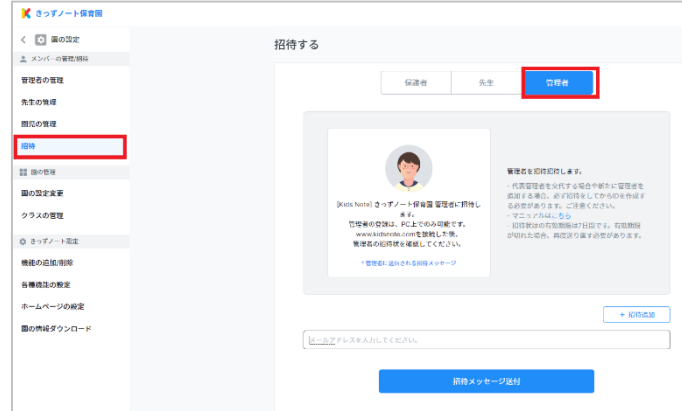 きっずノート保育園
園の設定
メンバーの管理/招待
管理者の管理
先生の管理
園児の管理
招待
園の管理
園の設定変更
クラスの管理
きっずノート設定
機能の追加/削除
各種機能の設定
ホームページの設定
園の情報ダウンロード
招待する
保護者
先生
管理者
[Kids Note] きっずノート保育園 管理者に招待し
ます。
管理者の登録は、PC上でのみ可能です。
www.kidsnote.comを接続した後、
管理者の招待状を確認してください。
* 管理者に送付される招待メッセージ
管理者を招待招待します。
- 代表管理者を交代する場合や新たに管理者を
追加する場合、必ず招待をしてからIDを作成す
る必要があります。ご注意ください。
- マニュアルはこちら
- 招待状の有効期限は7日間です。有効期限
が切れた場合、再度送り直す必要があります。
+ 招待追加
メールアドレスを入力してください。
招待メッセージ送付